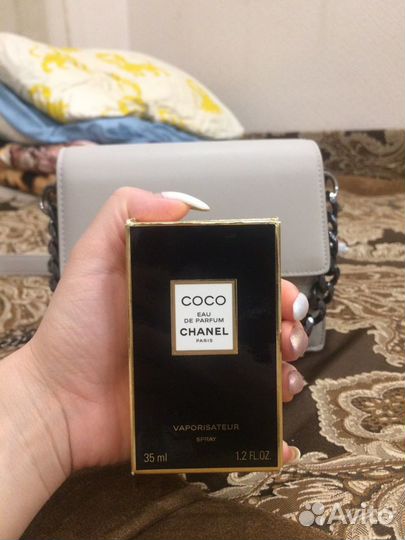 COCO
EAU
DE PARFUM
CHANEL
PARIS
VAPORISATEUR
SPRAY
35 ml 1.2 FL.OZ.
Avito